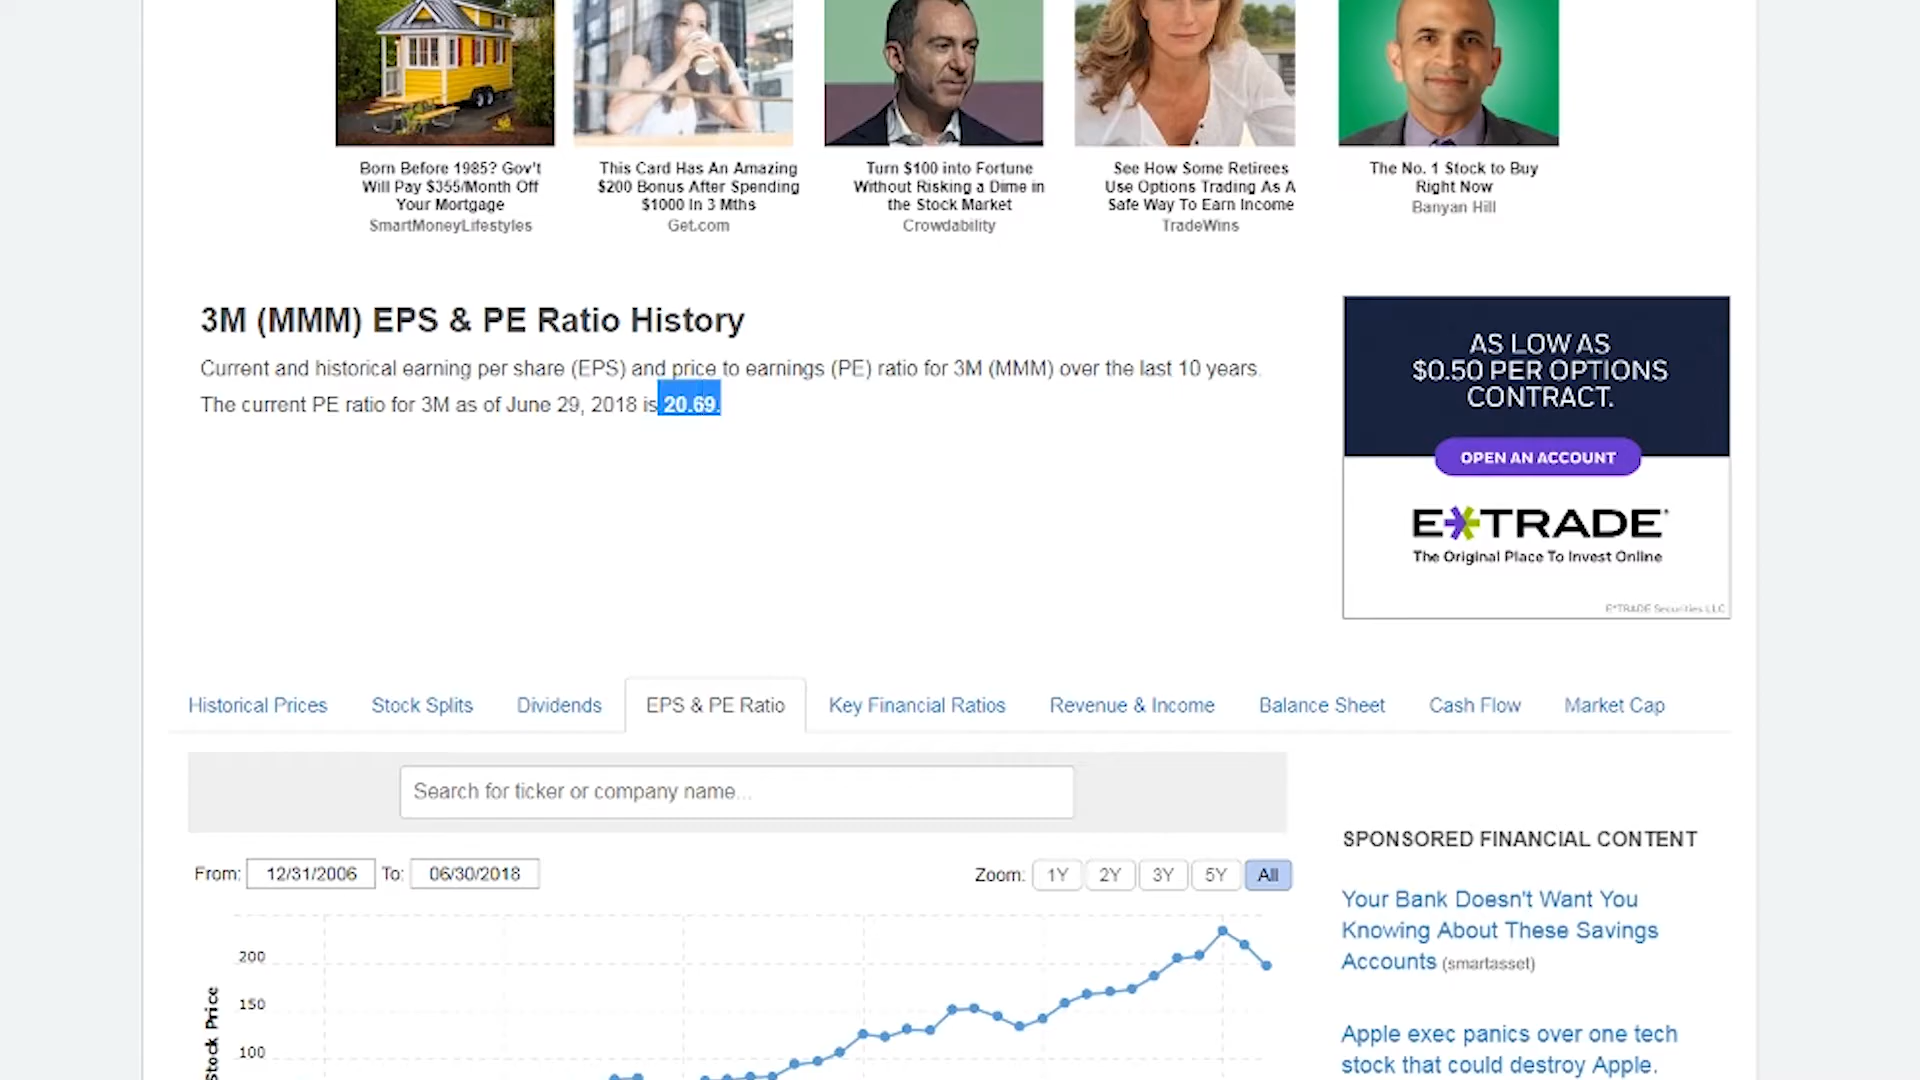 Born Before 1985? Gov't
Will Pay $355/Month Off
Your Mortgage
SmartMoneyLifestyles
This Card Has An Amazing
$200 Bonus After Spending
$1000 In 3 Mths
Get.com
Turn $100 into Fortune
Without Risking a Dime in
the Stock Market
Crowdability
See How Some Retirees
Use Options Trading As A
Safe Way To Earn Income
TradeWins
The No. 1 Stock to Buy
Right Now
Banyan Hill
3M (MMM) EPS & PE Ratio History
Current and historical earning per share (EPS) and price to earnings (PE) ratio for 3M (MMM) over the last 10 years.
The current PE ratio for 3M as of June 29, 2018 is 20.69.
AS LOW AS
$0.50 PER OPTIONS
CONTRACT.
OPEN AN ACCOUNT
E*TRADE
The Original Place To Invest Online
E*TRADE Securities LLC
Historical Prices Stock Splits Dividends EPS & PE Ratio Key Financial Ratios Revenue & Income Balance Sheet Cash Flow Market Cap
Search for ticker or company name...
From: 12/31/2006 To: 06/30/2018 Zoom: 1Y 2Y 3Y 5Y All
200
150
100
Stock Price
SPONSORED FINANCIAL CONTENT
Your Bank Doesn't Want You
Knowing About These Savings
Accounts (smartasset)
Apple exec panics over one tech
stock that could destroy Apple.